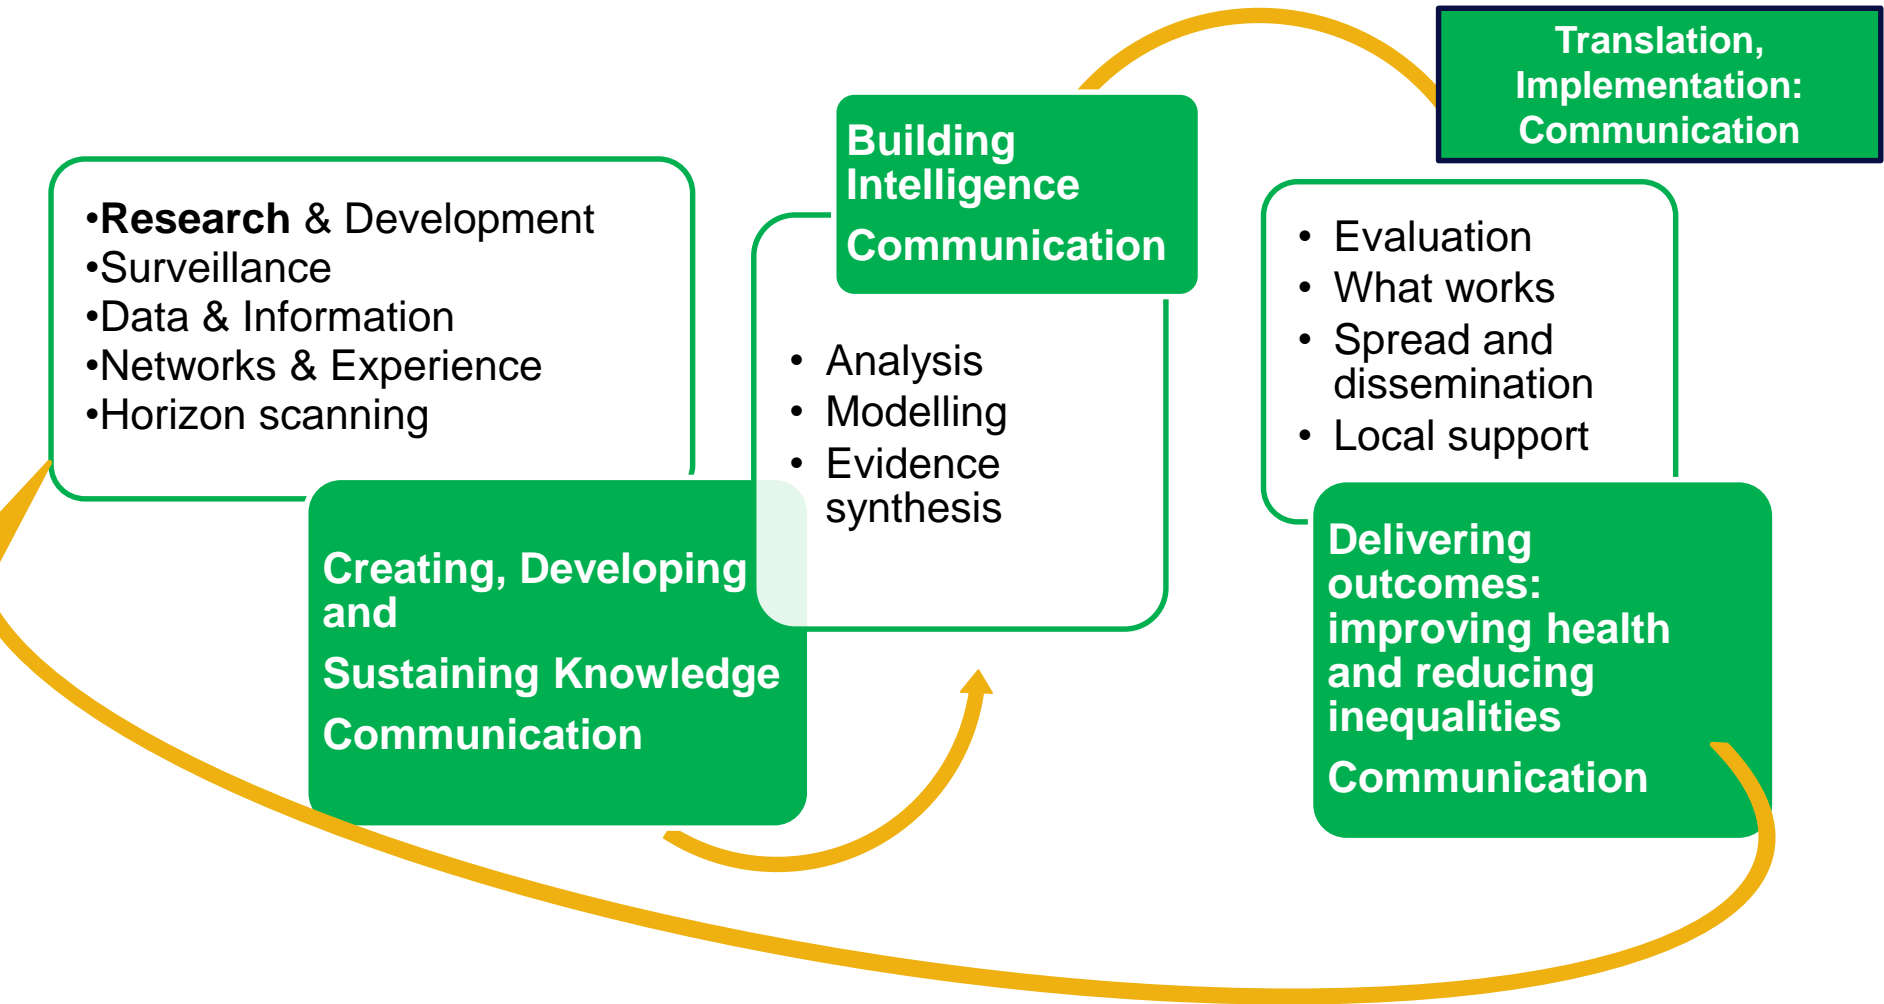 •Research & Development
•Surveillance
•Data & Information
•Networks & Experience
•Horizon scanning
Creating, Developing
and
Sustaining Knowledge
Communication
Building
Intelligence
Communication
• Analysis
• Modelling
• Evidence
synthesis
Translation,
Implementation:
Communication
• Evaluation
• What works
• Spread and
dissemination
• Local support
Delivering
outcomes:
improving health
and reducing
inequalities
Communication